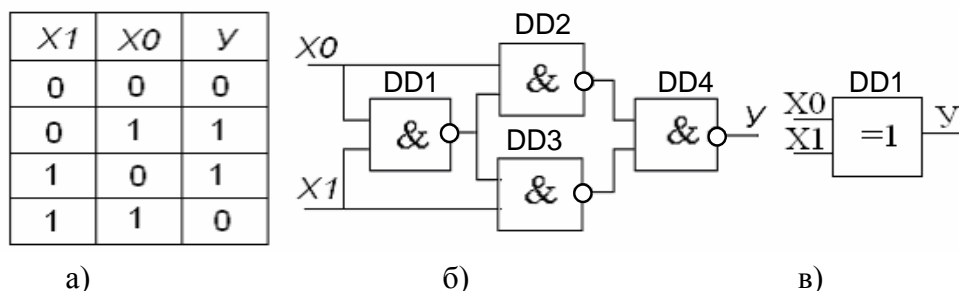 X1 X0 У
0 0 0
0 1 1
1 0 1
1 1 0
X0
X1
DD1
&
DD2
&
DD3
&
DD4
&
У
X0
X1
DD1
=1
У
а) б) в)